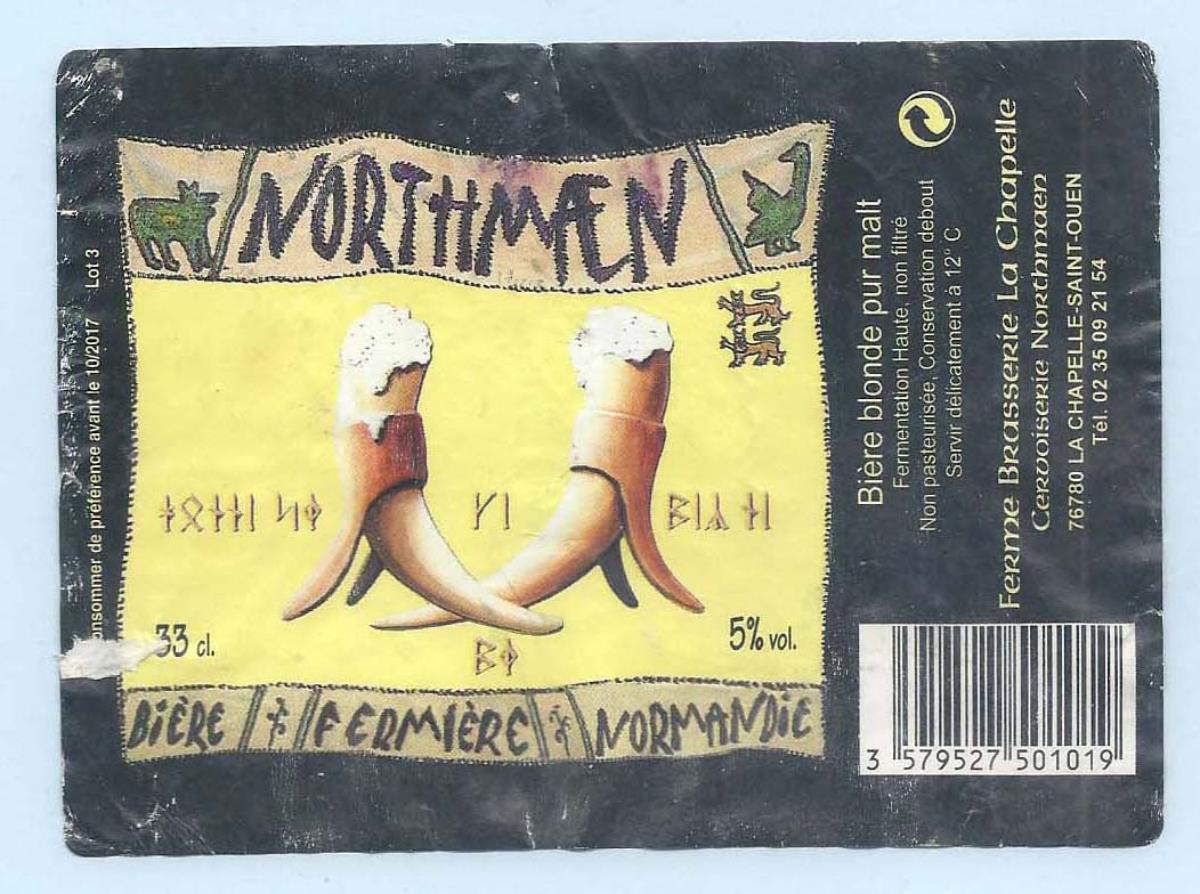 onsommer de préférence avant le 10/2017 Lot 3
NORTHMÆN
33 cl.
5% vol.
BIÈRE FERMIÈRE NORMANDIE
Bière blonde pur malt
Fermentation Haute, non filtré
Non pasteurisée, Conservation debout
Servir délicatement à 12° C
Ferme Brasserie La Chapelle
Cervoiserie Northmaen
76780 LA CHAPELLE-SAINT-OUEN
Tél. 02 35 09 21 54
3 579527 501019